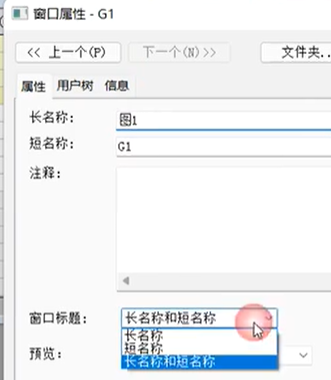 窗口属性 - G1
<< 上一个(P)
下一个(N) >>
文件夹..
属性 用户树 信息
长名称:
图1
短名称:
G1
注释:
窗口标题:
长名称和短名称
长名称
短名称
长名称和短名称
预览: